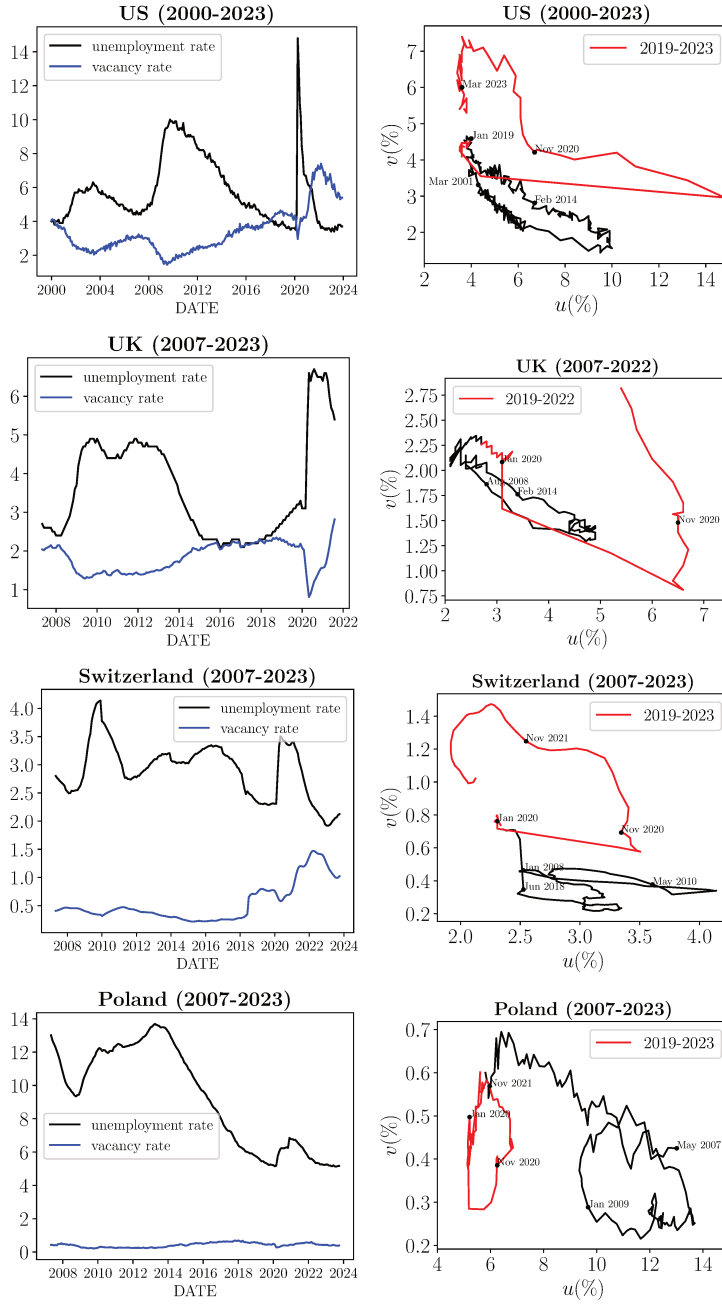 US (2000-2023)
unemployment rate
vacancy rate
14
12
10
8
6
4
2
2000
2004
2008
2012
2016
2020
2024
DATE
US (2000-2023)
2019-2023
7
6
5
4
3
2
v(%)
Mar 2023
Jan 2019
Nov 2020
Mar 2001
Feb 2014
2
4
6
8
10
12
14
u(%)
UK (2007-2023)
unemployment rate
vacancy rate
6
5
4
3
2
1
2008
2010
2012
2014
2016
2018
2020
2022
DATE
UK (2007-2022)
2019-2022
2.75
2.50
2.25
2.00
1.75
1.50
1.25
1.00
0.75
v(%)
Jan 2020
Aug 2008
Feb 2014
Nov 2020
2
3
4
5
6
7
u(%)
Switzerland (2007-2023)
unemployment rate
vacancy rate
4.0
3.5
3.0
2.5
2.0
1.5
1.0
0.5
2008
2010
2012
2014
2016
2018
2020
2022
2024
DATE
Switzerland (2007-2023)
2019-2023
1.4
1.2
1.0
0.8
0.6
0.4
0.2
v(%)
Nov 2021
Jan 2020
Nov 2020
Jan 2008
Jun 2018
May 2010
2.0
2.5
3.0
3.5
4.0
u(%)
Poland (2007-2023)
14
12
10
8
6
4
2
0
unemployment rate
vacancy rate
2008
2010
2012
2014
2016
2018
2020
2022
2024
DATE
Poland (2007-2023)
2019-2023
0.7
0.6
0.5
0.4
0.3
0.2
v(%)
Nov 2021
Jan 2020
May 2007
Nov 2020
Jan 2009
4
6
8
10
12
14
u(%)